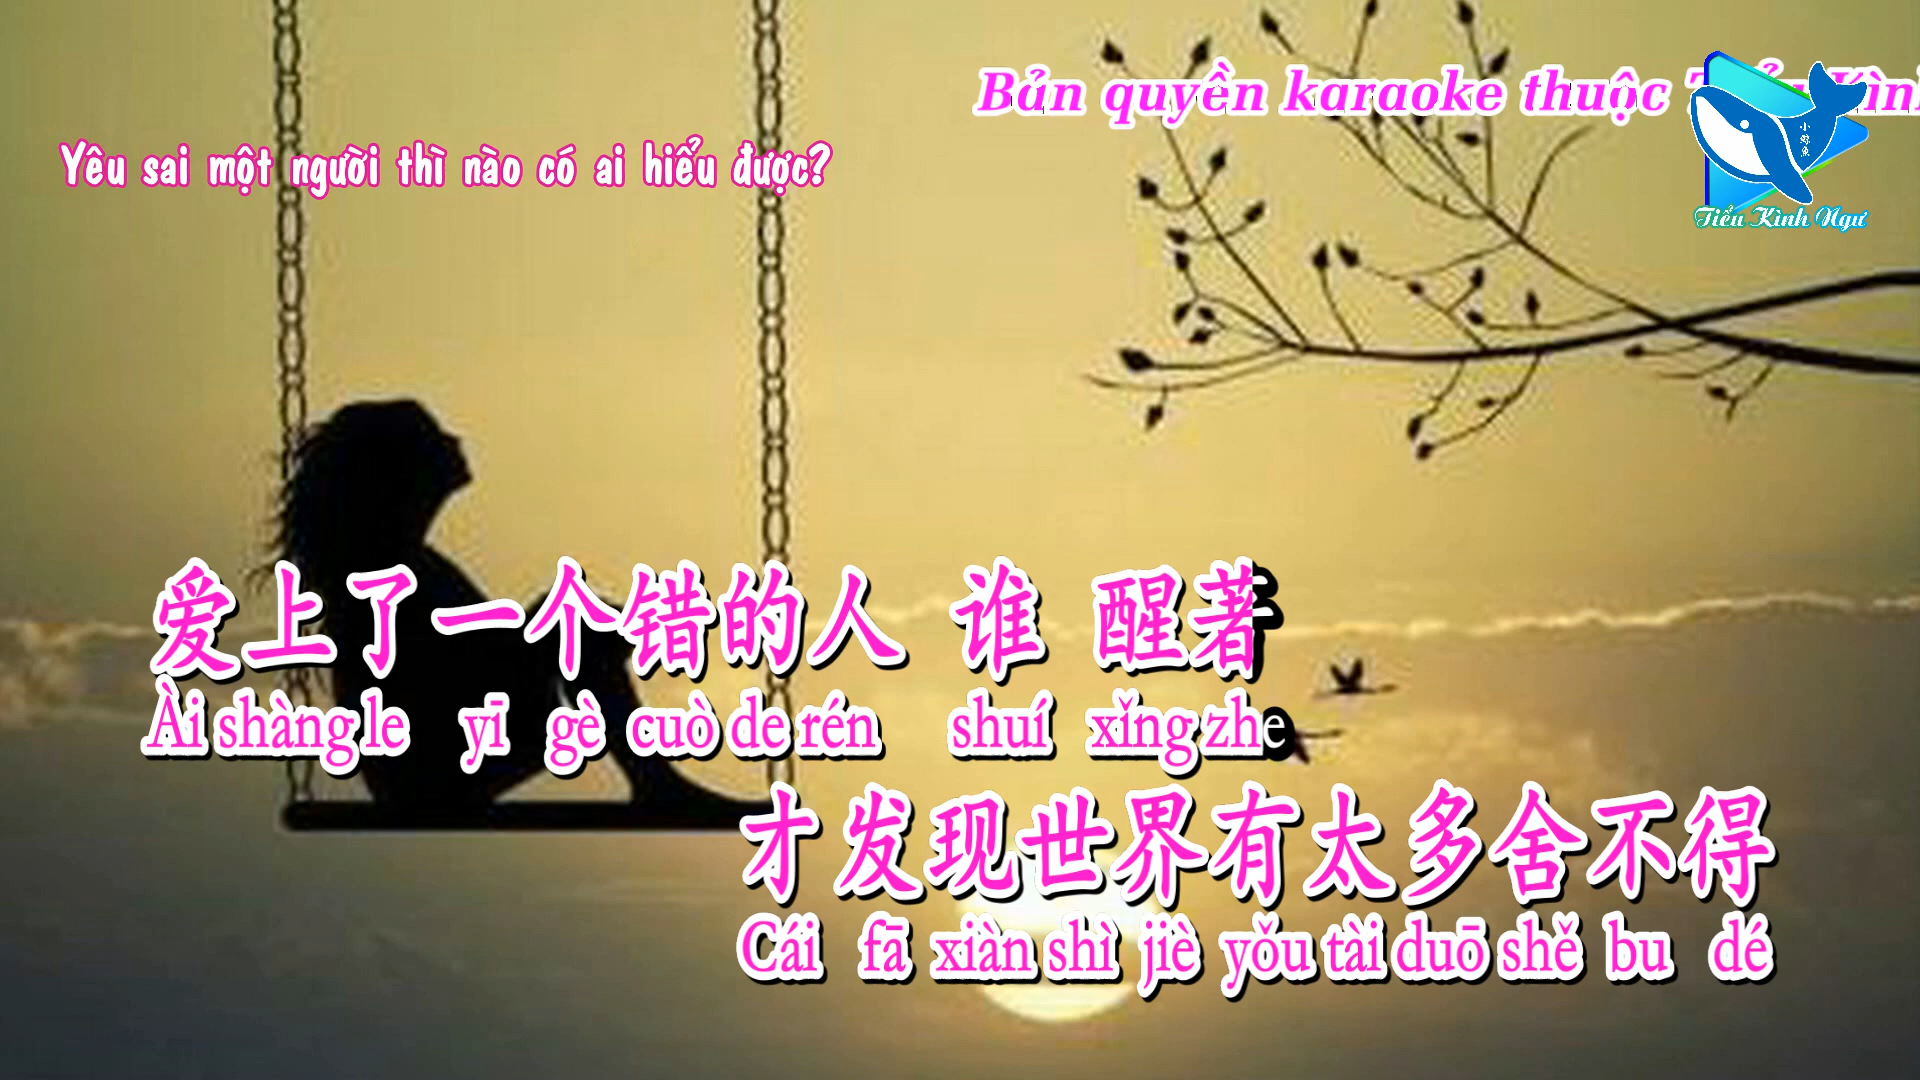 Bản quyền karaoke thuộc
小鲸鱼
Tiểu Kình Ngư
Yêu sai một người thì nào có ai hiểu được?
爱上了一个错的人 谁 醒著
Ài shàng le yī gè cuò de rén shuí xǐng zhe
才发现世界有太多舍不得
Cái fā xiàn shì jiè yǒu tài duō shě bu dé